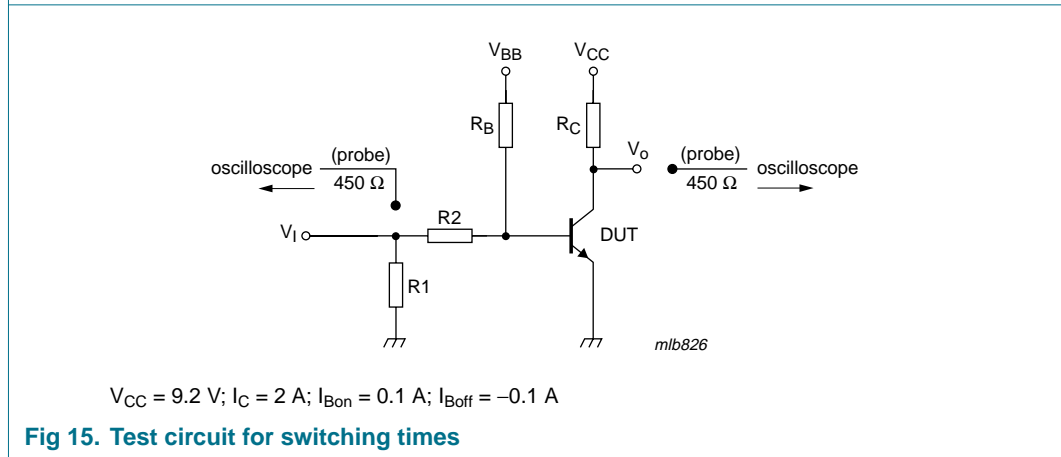 VBB
VCC
RB
RC
Vo
oscilloscope
(probe)
450 Ω
(probe)
450 Ω
oscilloscope
VI
R2
DUT
R1
mlb826
VCC = 9.2 V; IC = 2 A; IBon = 0.1 A; IBoff = −0.1 A
Fig 15. Test circuit for switching times